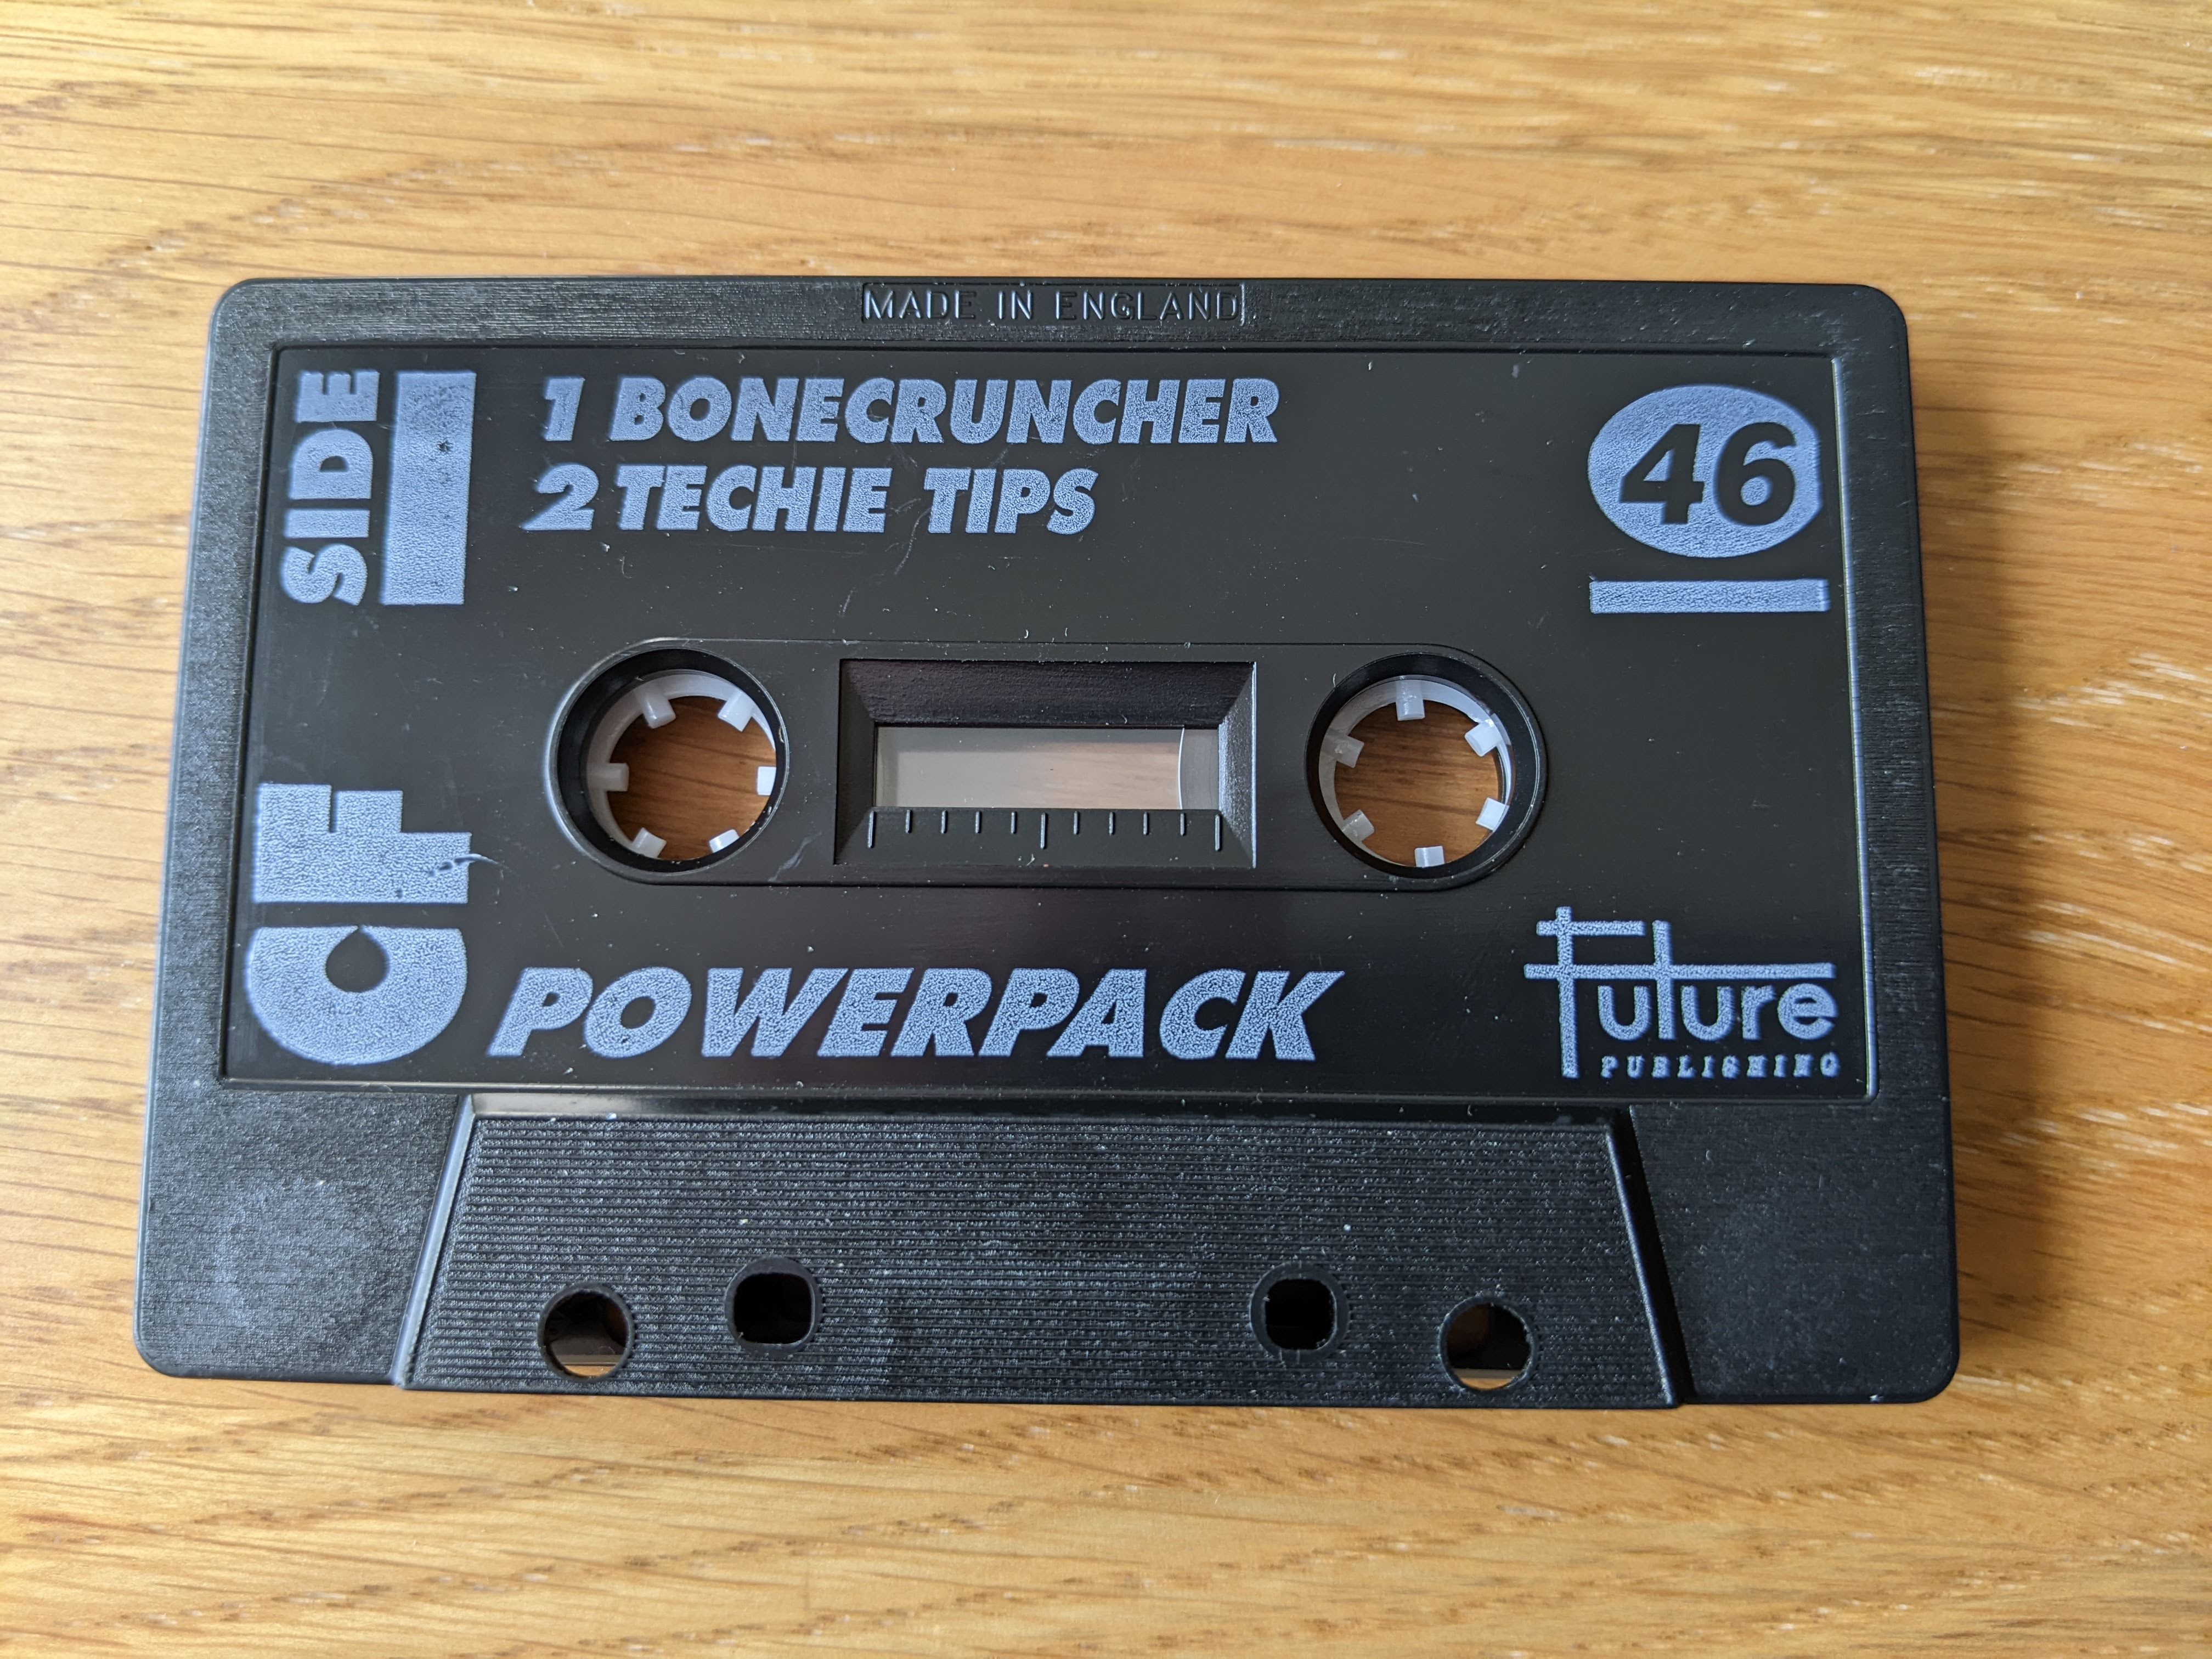 MADE IN ENGLAND
SIDE 1
1 BONECRUNCHER
2 TECHIE TIPS
46
CF
POWERPACK
Future
PUBLISHING